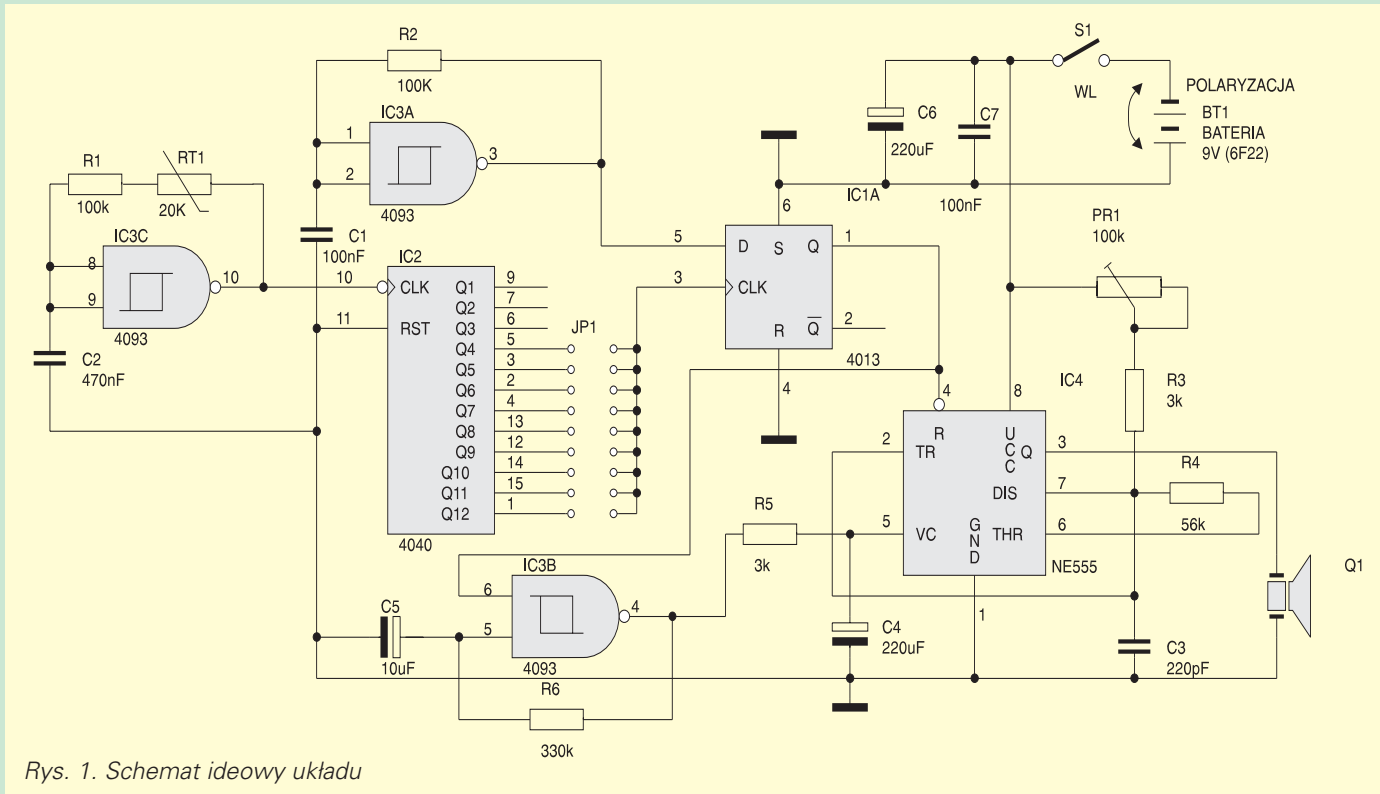 R2
100K
IC3A
1
2
3
4093
R1
100k
RT1
20K
IC3C
8
9
10
4093
C2
470nF
C1
100nF
IC2
10
CLK
11
RST
Q1
9
Q2
7
Q3
6
Q4
5
Q5
3
Q6
2
Q7
4
Q8
13
Q9
12
Q10
14
Q11
15
Q12
1
4040
JP1
IC1A
6
5
D
S
Q
1
3
CLK
R
Q
2
4
4013
C6
220uF
C7
100nF
S1
WL
POLARYZACJA
BT1
BATERIA
9V (6F22)
PR1
100k
R3
3k
IC4
4
8
2
R
TR
UCC
Q
3
DIS
7
R4
56k
5
VC
GND
THR
6
NE555
1
Q1
R5
3k
IC3B
6
5
4
4093
C5
10uF
R6
330k
C4
220uF
C3
220pF
Rys. 1. Schemat ideowy układu